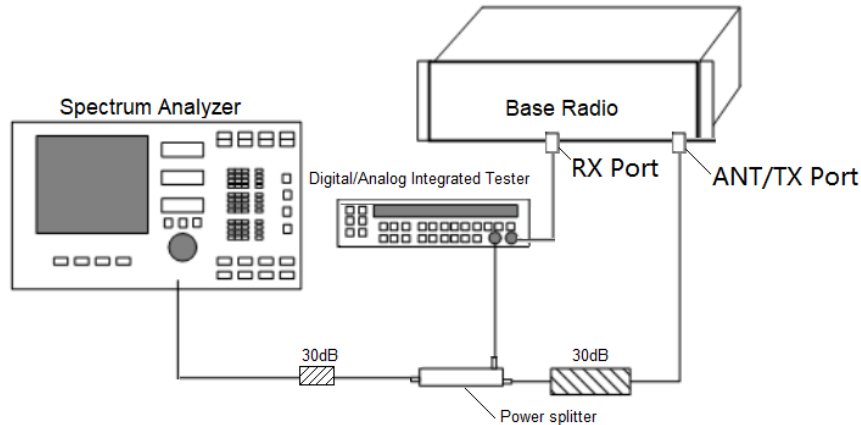 Spectrum Analyzer
Base Radio
RX Port
ANT/TX Port
Digital/Analog Integrated Tester
30dB
30dB
Power splitter